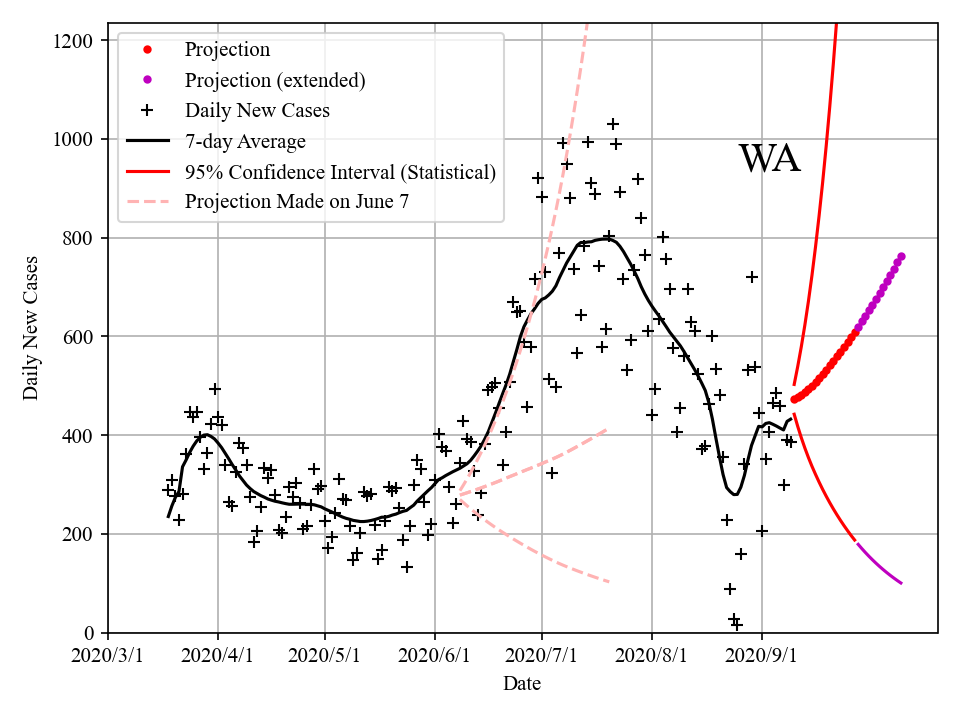 1200
1000
800
600
400
200
0
Daily New Cases
Projection
Projection (extended)
Daily New Cases
7-day Average
95% Confidence Interval (Statistical)
Projection Made on June 7
WA
2020/3/1 2020/4/1 2020/5/1 2020/6/1 2020/7/1 2020/8/1 2020/9/1
Date